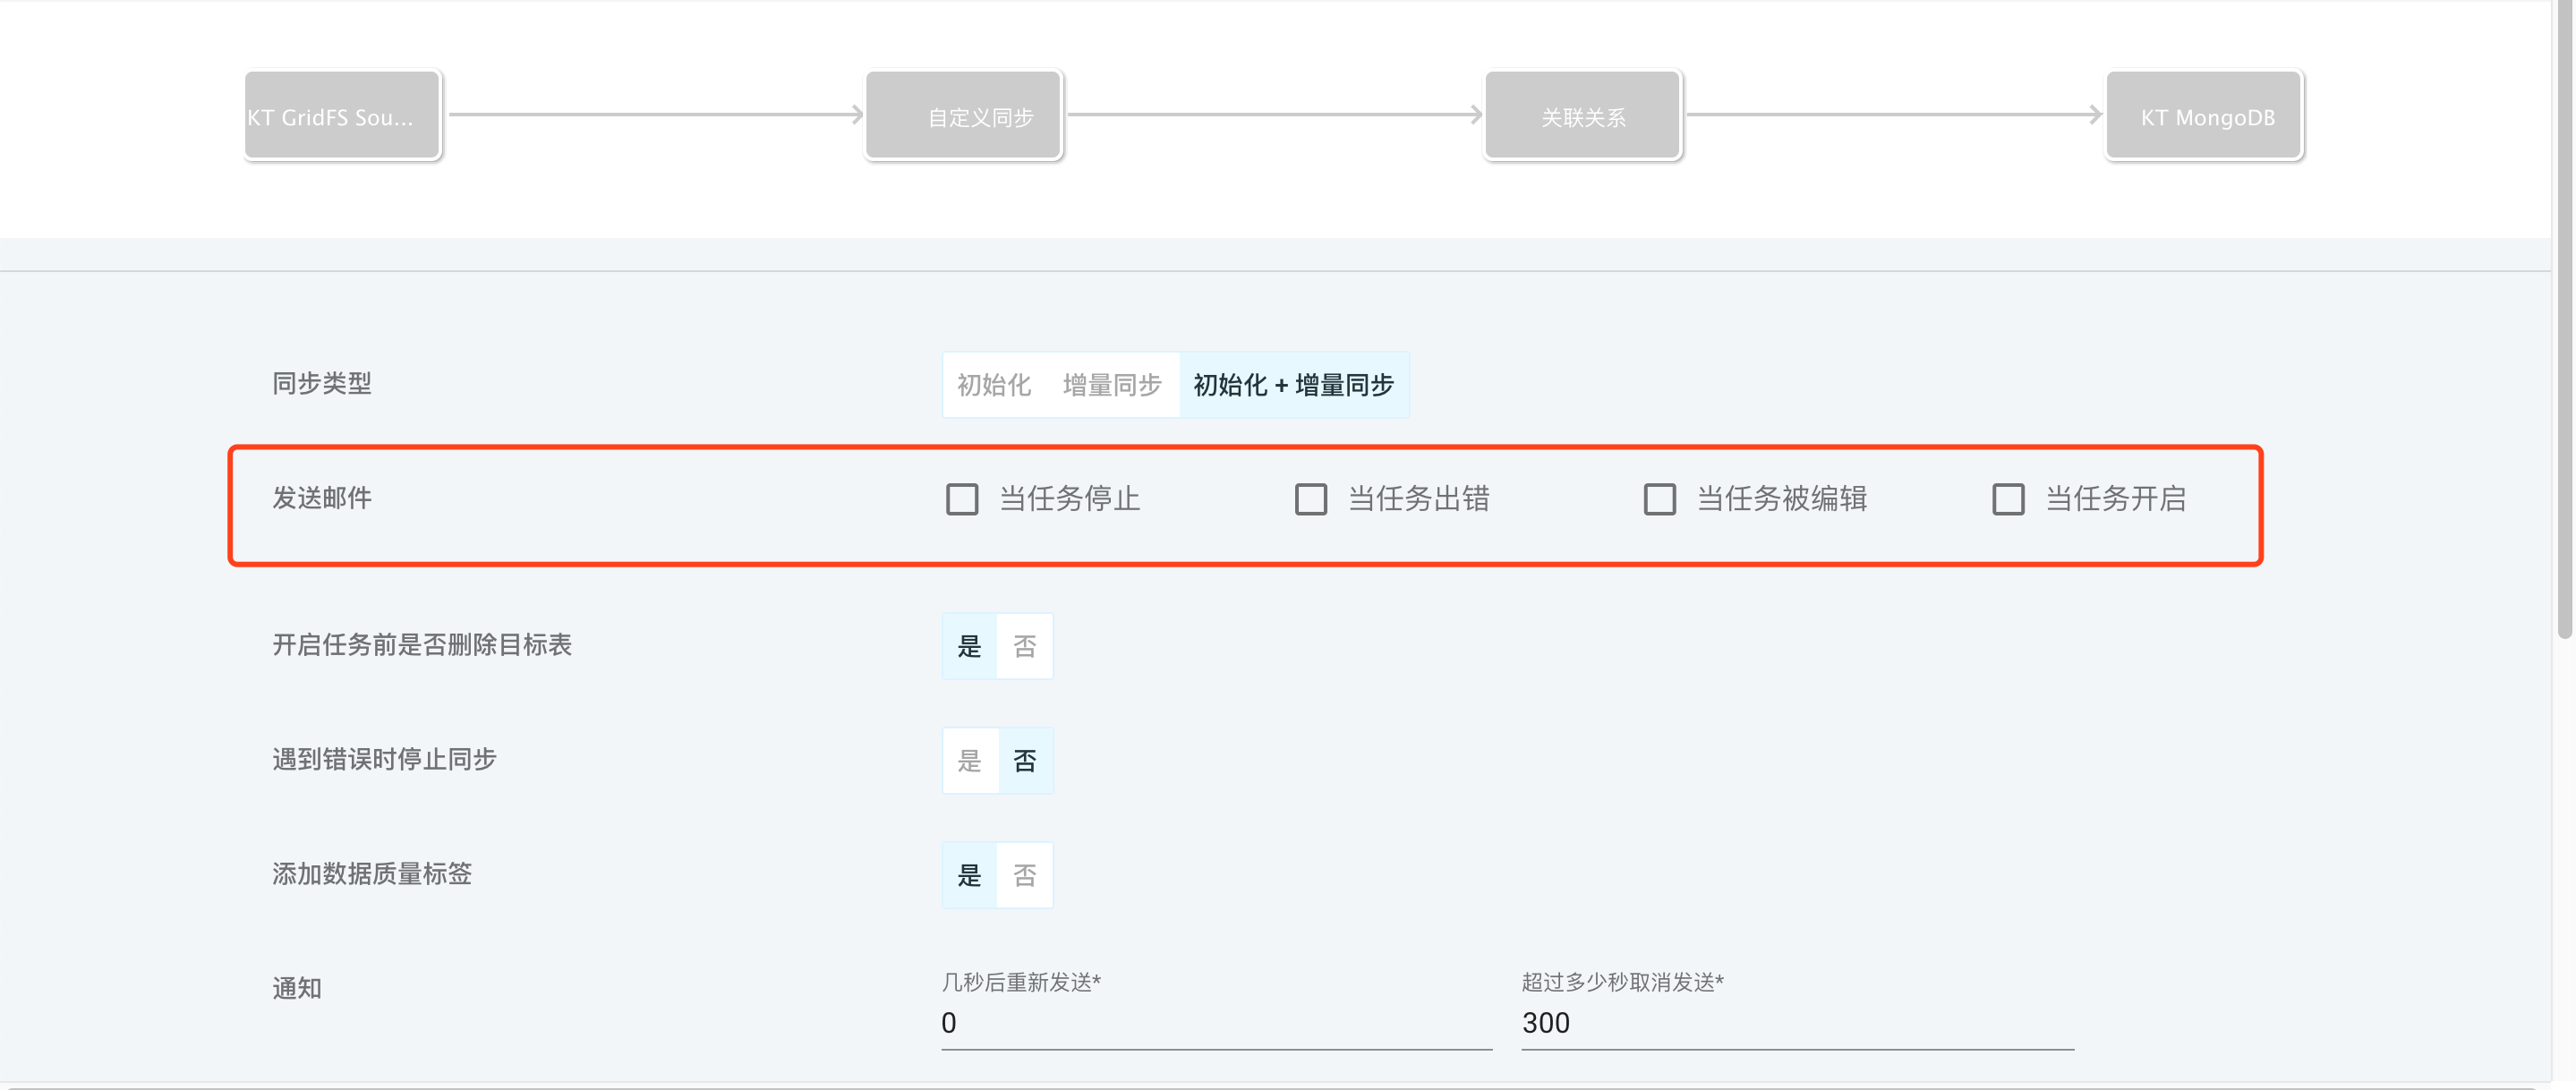 KT GridFS Sou...
自定义同步
关联关系
KT MongoDB
同步类型
初始化 增量同步 初始化 + 增量同步
发送邮件
当任务停止 当任务出错 当任务被编辑 当任务开启
开启任务前是否删除目标表
是 否
遇到错误时停止同步
是 否
添加数据质量标签
是 否
通知
几秒后重新发送* 超过多少秒取消发送*
0 300